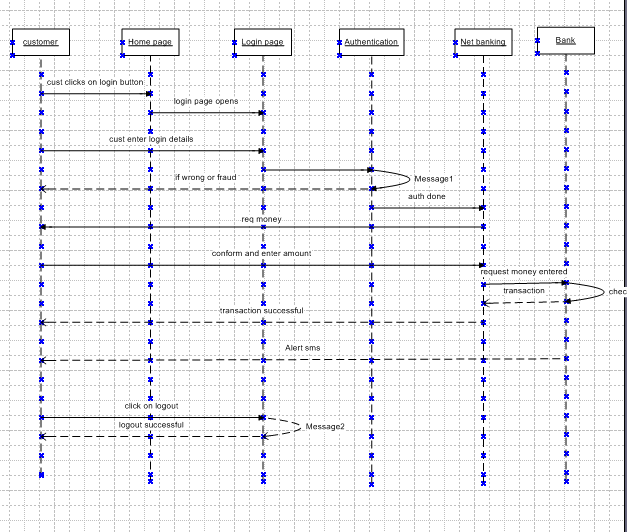 customer
Home page
Login page
Authentication
Net banking
Bank
cust clicks on login button
login page opens
cust enter login details
if wrong or fraud
Message1
auth done
req money
conform and enter amount
request money entered
transaction
chec
transaction successful
Alert sms
click on logout
logout successful
Message2